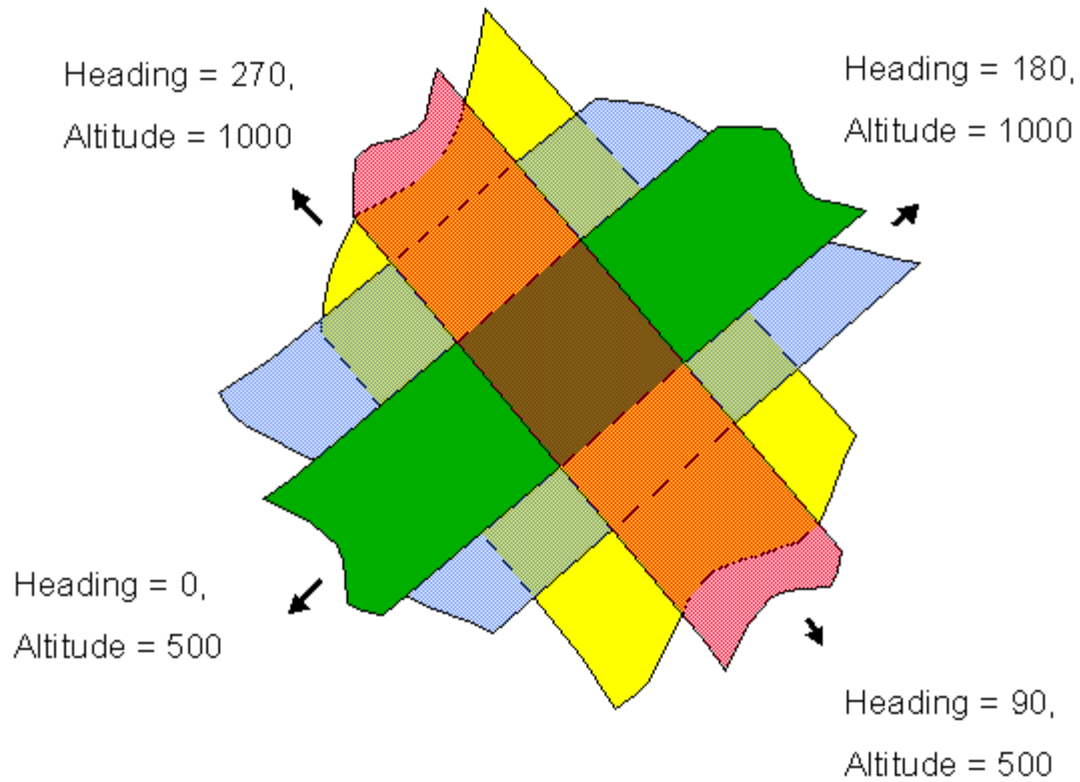 Heading = 270,
Altitude = 1000
Heading = 180,
Altitude = 1000
Heading = 0,
Altitude = 500
Heading = 90,
Altitude = 500